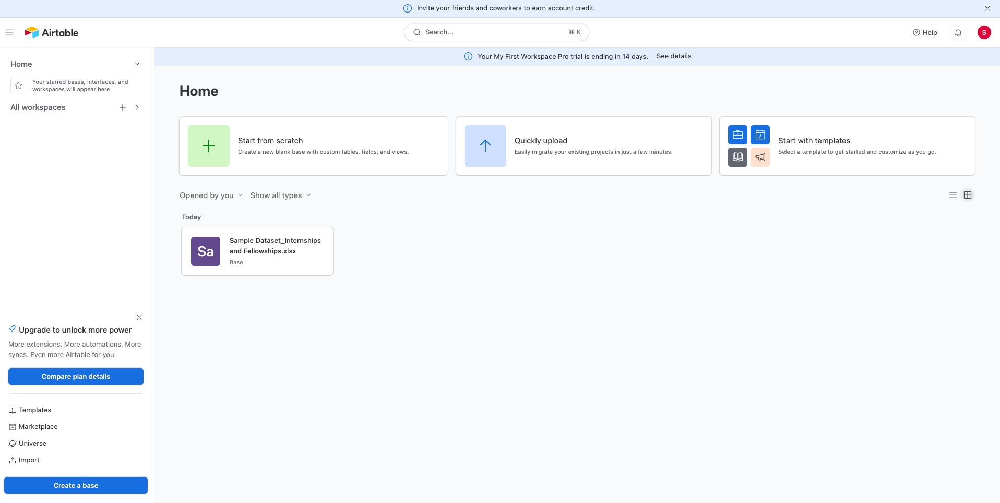 Invite your friends and coworkers to earn account credit.
Airtable
Search...
⌘ K
Help
S
Home
Your starred bases, interfaces, and
workspaces will appear here
All workspaces
Your My First Workspace Pro trial is ending in 14 days. See details
Home
Start from scratch
Create a new blank base with custom tables, fields, and views.
Quickly upload
Easily migrate your existing projects in just a few minutes.
7
Start with templates
Select a template to get started and customize as you go.
Opened by you
Show all types
Today
Sa
Sample Dataset_Internships
and Fellowships.xlsx
Base
Upgrade to unlock more power
More extensions. More automations. More
syncs. Even more Airtable for you.
Compare plan details
Templates
Marketplace
Universe
Import
Create a base